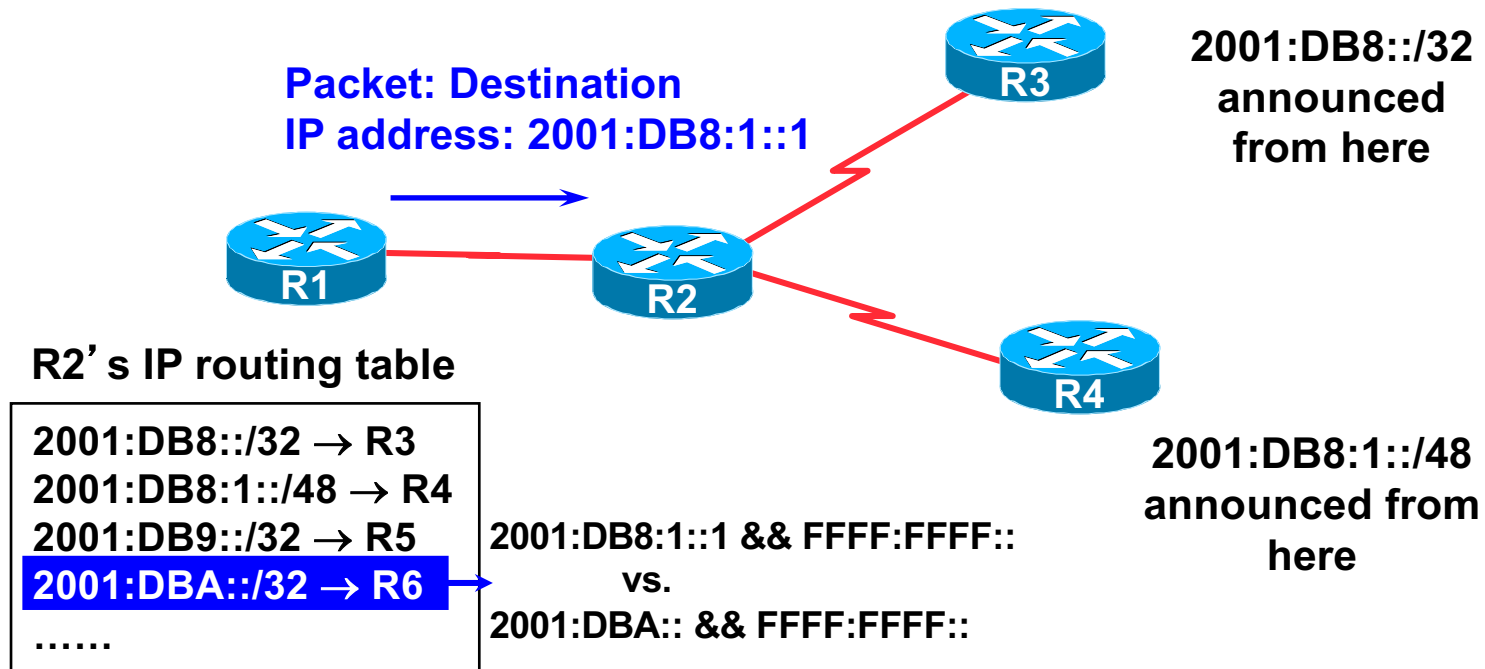 Packet: Destination
IP address: 2001:DB8:1::1
R3
2001:DB8::/32
announced
from here
R1
R2
R4
2001:DB8:1::/48
announced from
here
R2’s IP routing table
2001:DB8::/32 → R3
2001:DB8:1::/48 → R4
2001:DB9::/32 → R5
2001:DBA::/32 → R6
……
2001:DB8:1::1 && FFFF:FFFF::
vs.
2001:DBA:: && FFFF:FFFF::